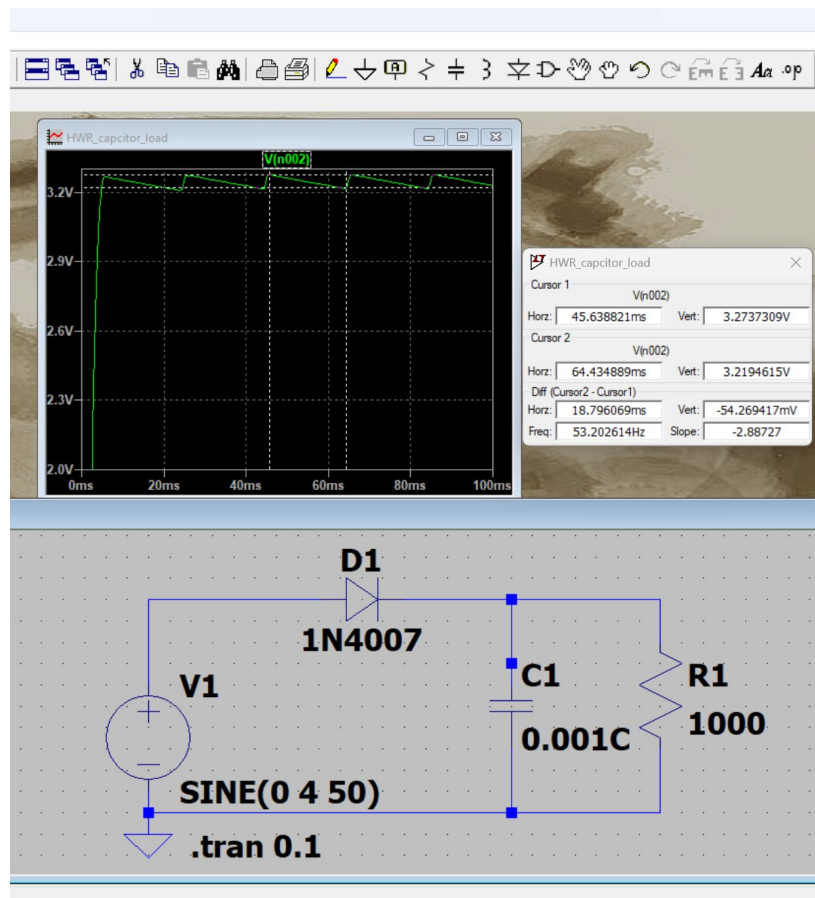 Aa .op
HWR_capcitor_load
V(n002)
3.2V
2.9V
2.6V
2.3V
2.0V
0ms 20ms 40ms 60ms 80ms 100ms
HWR_capcitor_load
Cursor 1
V(n002)
Horz: 45.638821ms Vert: 3.2737309V
Cursor 2
V(n002)
Horz: 64.434889ms Vert: 3.2194615V
Diff (Cursor2 - Cursor1)
Horz: 18.796069ms Vert: -54.269417mV
Freq: 53.202614Hz Slope: -2.88727
D1
1N4007
V1
C1
R1
0.001C
1000
SINE(0 4 50)
.tran 0.1